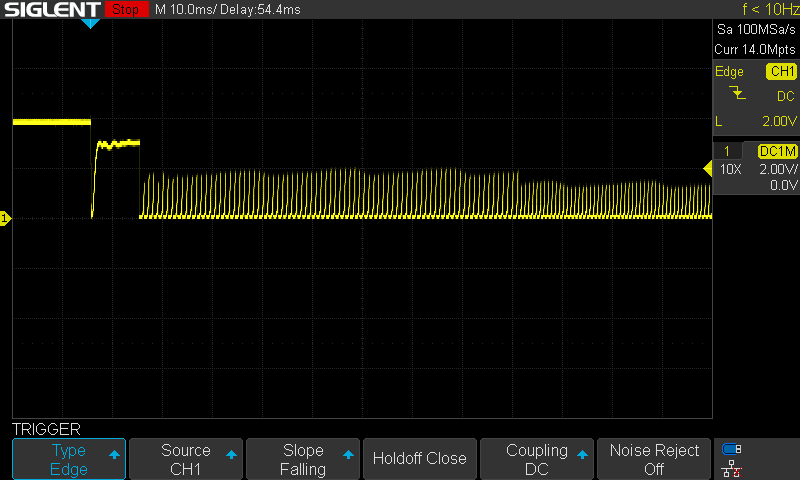 SIGLENT Stop M 10.0ms/ Delay:54.4ms f < 10Hz
Sa 100MSa/s
Curr 14.0Mpts
Edge CH1
DC
L 2.00V
1 DC1M
10X 2.00V/
0.0V
1
TRIGGER
Type
Edge
Source
CH1
Slope
Falling
Holdoff Close
Coupling
DC
Noise Reject
Off